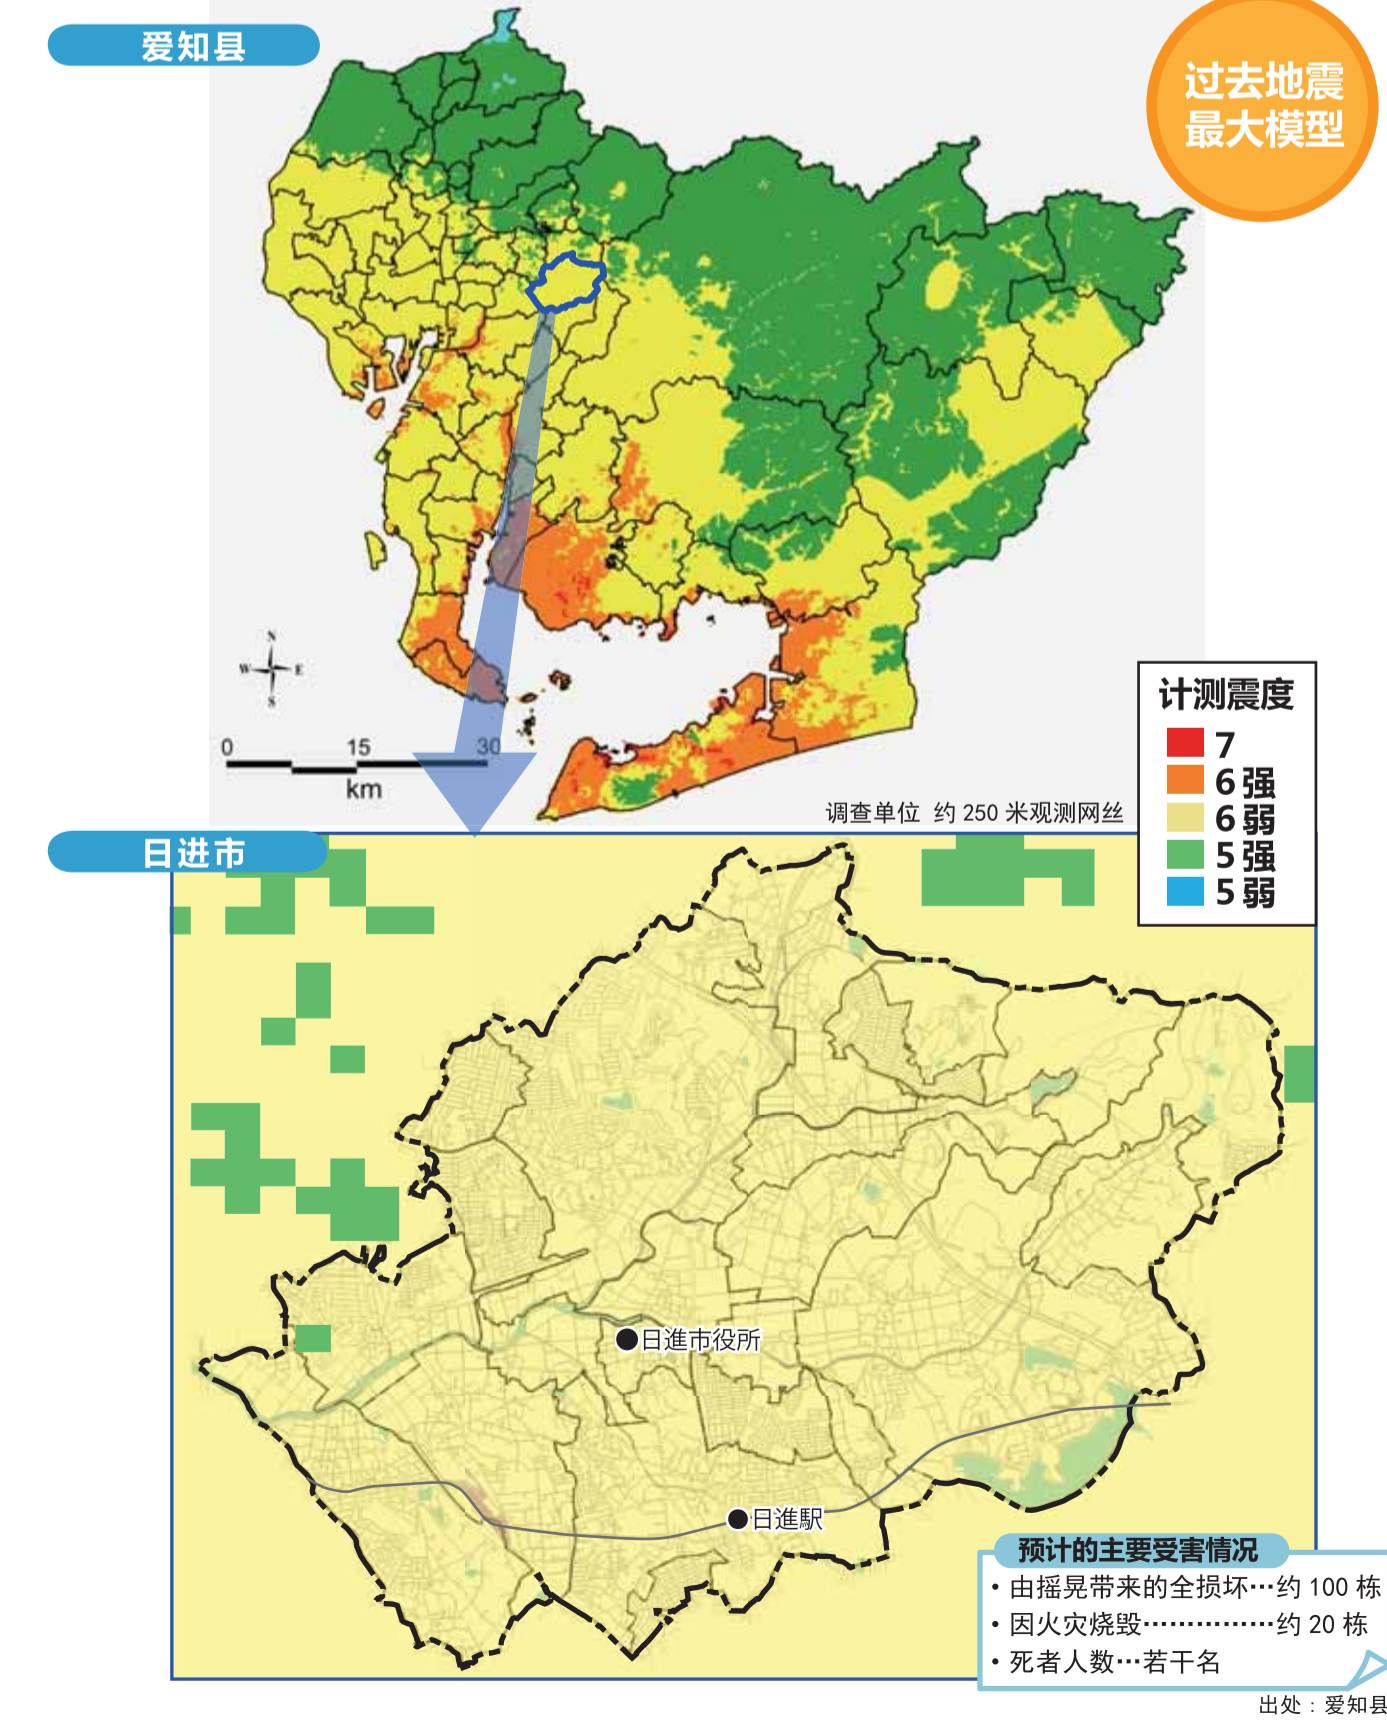 爱知县
过去地震
最大模型
N
W E
S
0 15 30
km
计测震度
7
6强
6弱
5强
5弱
调查单位 约 250 米观测网丝
日进市
日進市役所
日進駅
预计的主要受害情况
・由摇晃带来的全损坏…约 100 栋
・因火灾烧毁……………约 20 栋
・死者人数…若干名
出处：爱知县